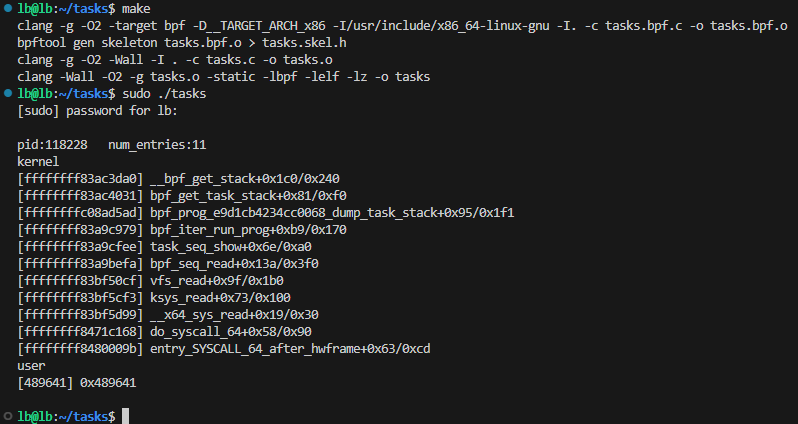 lb@lb:~/tasks$ make
clang -g -O2 -target bpf -D__TARGET_ARCH_x86 -I/usr/include/x86_64-linux-gnu -I. -c tasks.bpf.c -o tasks.bpf.o
bpftool gen skeleton tasks.bpf.o > tasks.skel.h
clang -g -O2 -Wall -I . -c tasks.c -o tasks.o
clang -Wall -O2 -g tasks.o -static -lbpf -lelf -lz -o tasks
lb@lb:~/tasks$ sudo ./tasks
[sudo] password for lb:
pid:118228   num_entries:11
kernel
[ffffffff83ac3da0] __bpf_get_stack+0x1c0/0x240
[ffffffff83ac4031] bpf_get_task_stack+0x81/0xf0
[ffffffffc08ad5ad] bpf_prog_e9d1cb4234cc0068_dump_task_stack+0x95/0x1f1
[ffffffff83a9c979] bpf_iter_run_prog+0xb9/0x170
[ffffffff83a9cfee] task_seq_show+0x6e/0xa0
[ffffffff83a9befa] bpf_seq_read+0x13a/0x3f0
[ffffffff83bf50cf] vfs_read+0x9f/0x1b0
[ffffffff83bf5cf3] ksys_read+0x73/0x100
[ffffffff83bf5d99] __x64_sys_read+0x19/0x30
[ffffffff8471c168] do_syscall_64+0x58/0x90
[ffffffff8480009b] entry_SYSCALL_64_after_hwframe+0x63/0xcd
user
[489641] 0x489641
lb@lb:~/tasks$